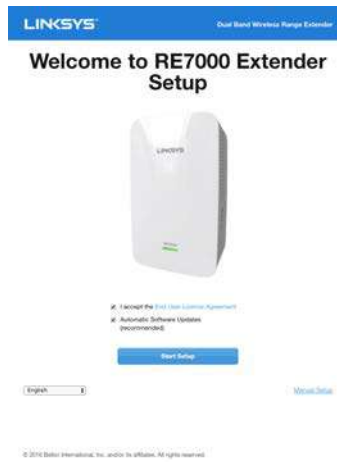 LINKSYS
Dual Band Wireless Range Extender
Welcome to RE7000 Extender
Setup
LINKSYS
I accept the End User License Agreement
Automatic Software Updates
(recommended)
Start Setup
English
Manual Setup
© 2016 Belkin International, Inc. and/or its affiliates. All rights reserved.